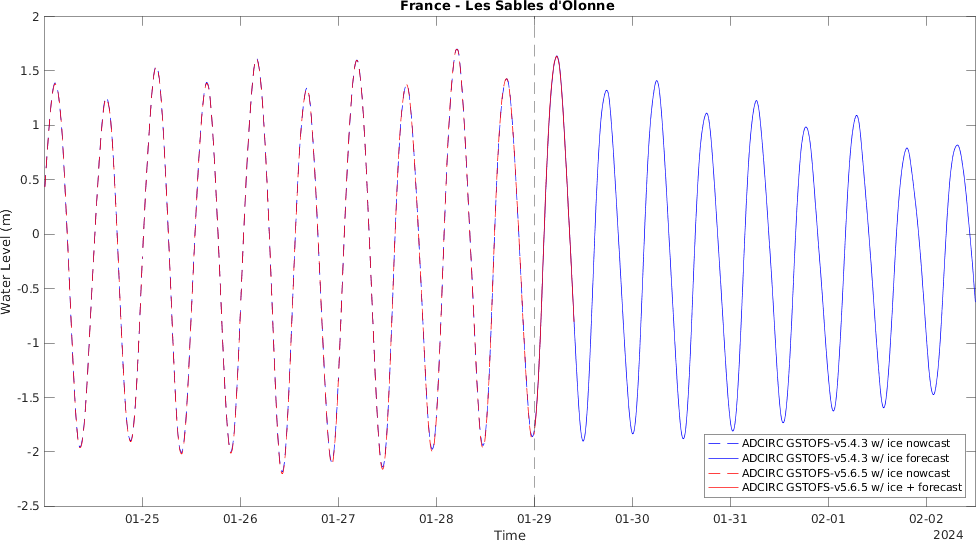 France - Les Sables d'Olonne
2
1.5
1
0.5
0
-0.5
-1
-1.5
-2
-2.5
Water Level (m)
01-25 01-26 01-27 01-28 01-29 01-30 01-31 02-01 02-02
Time
2024
ADCIRC GSTOFS-v5.4.3 w/ ice nowcast
ADCIRC GSTOFS-v5.4.3 w/ ice forecast
ADCIRC GSTOFS-v5.6.5 w/ ice nowcast
ADCIRC GSTOFS-v5.6.5 w/ ice + forecast